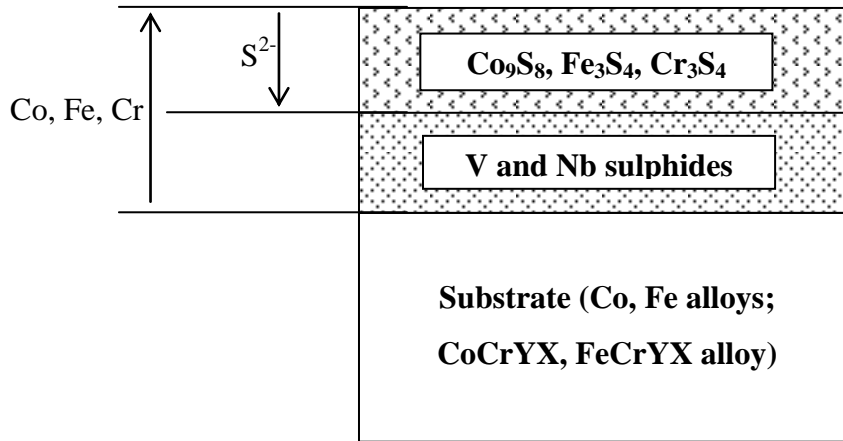 Co₉S₈, Fe₃S₄, Cr₃S₄
S²⁻
Co, Fe, Cr
V and Nb sulphides
Substrate (Co, Fe alloys;
CoCrYX, FeCrYX alloy)